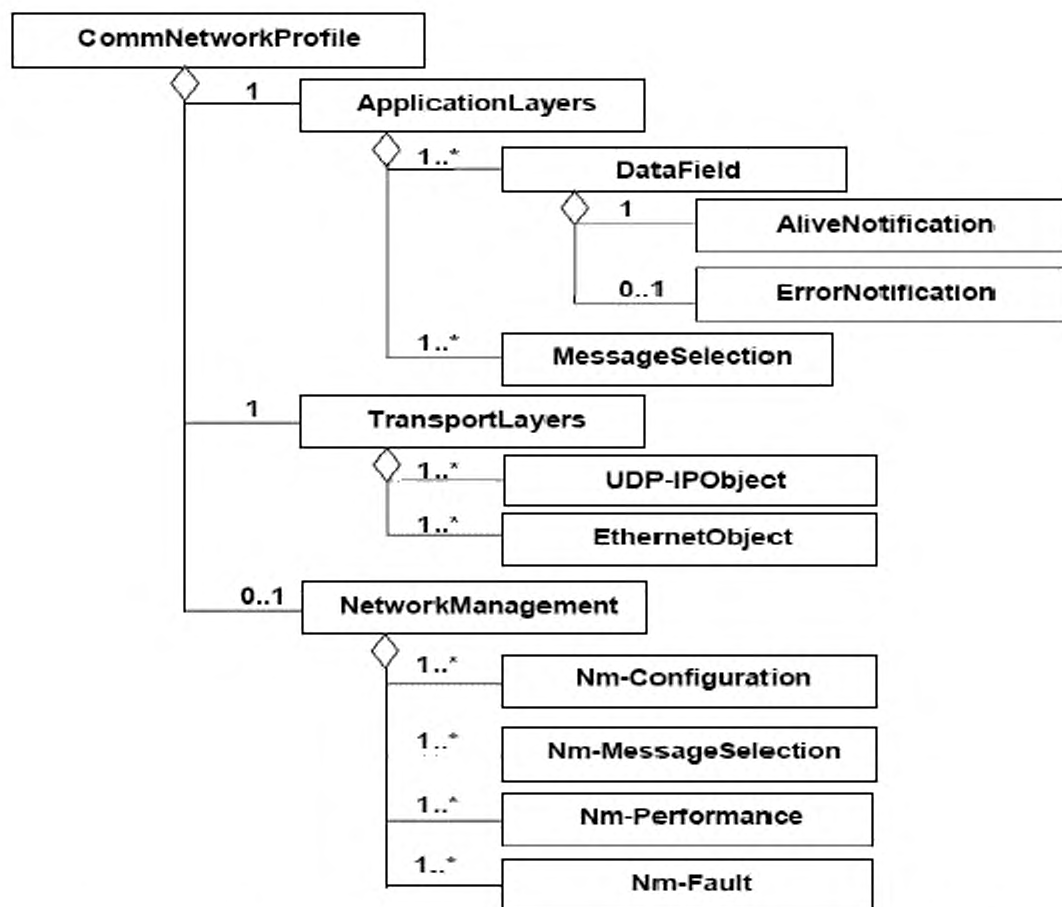 CommNetworkProfile
1
ApplicationLayers
1..*
DataField
1
AliveNotification
0..1
ErrorNotification
1..*
MessageSelection
1
TransportLayers
1..*
UDP-IPObject
1..*
EthernetObject
0..1
NetworkManagement
1..*
Nm-Configuration
1..*
Nm-MessageSelection
1..*
Nm-Performance
1..*
Nm-Fault